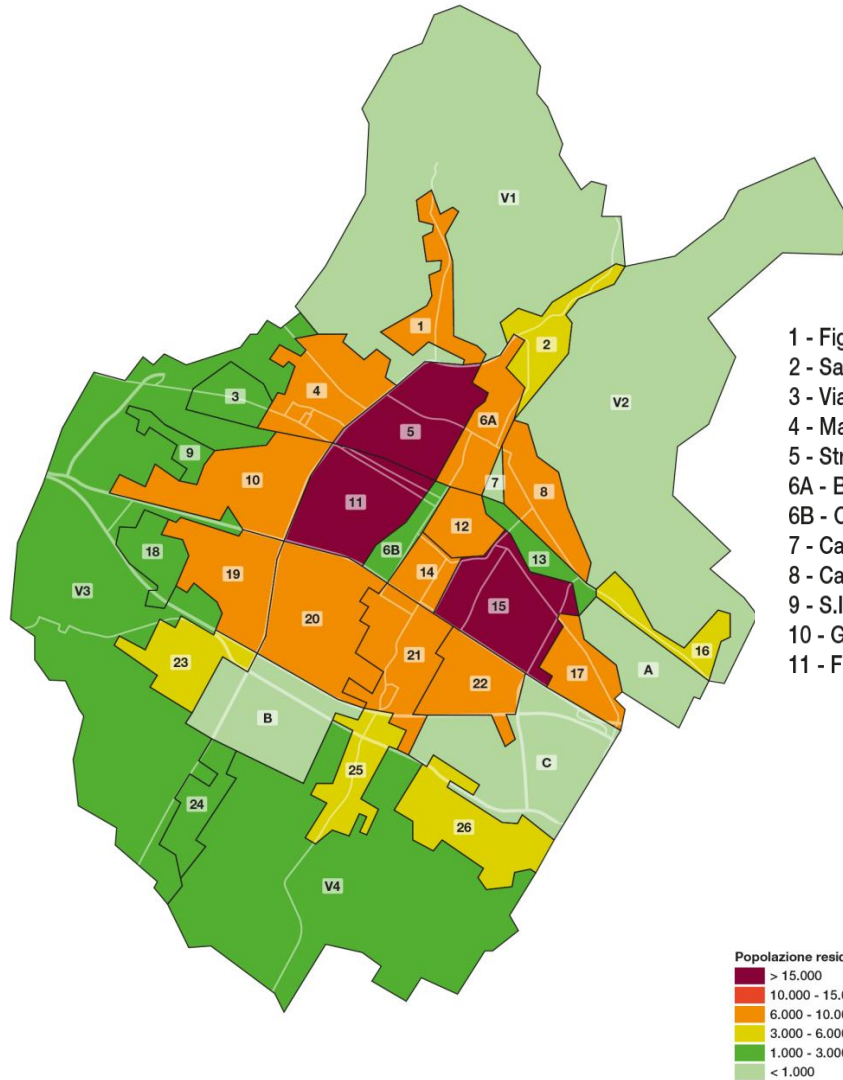 V1
1
2
3
4
V2
5
6A
9
10
7
8
11
12
6B
13
18
14
V3
19
15
20
16
21
A
23
17
22
B
C
25
24
26
V4
1 - Fig
2 - Sa
3 - Via
4 - Ma
5 - Str
6A - B
6B - C
7 - Ca
8 - Ca
9 - S.I
10 - G
11 - F
Popolazione resid
> 15.000
10.000 - 15.0
6.000 - 10.00
3.000 - 6.000
1.000 - 3.000
< 1.000